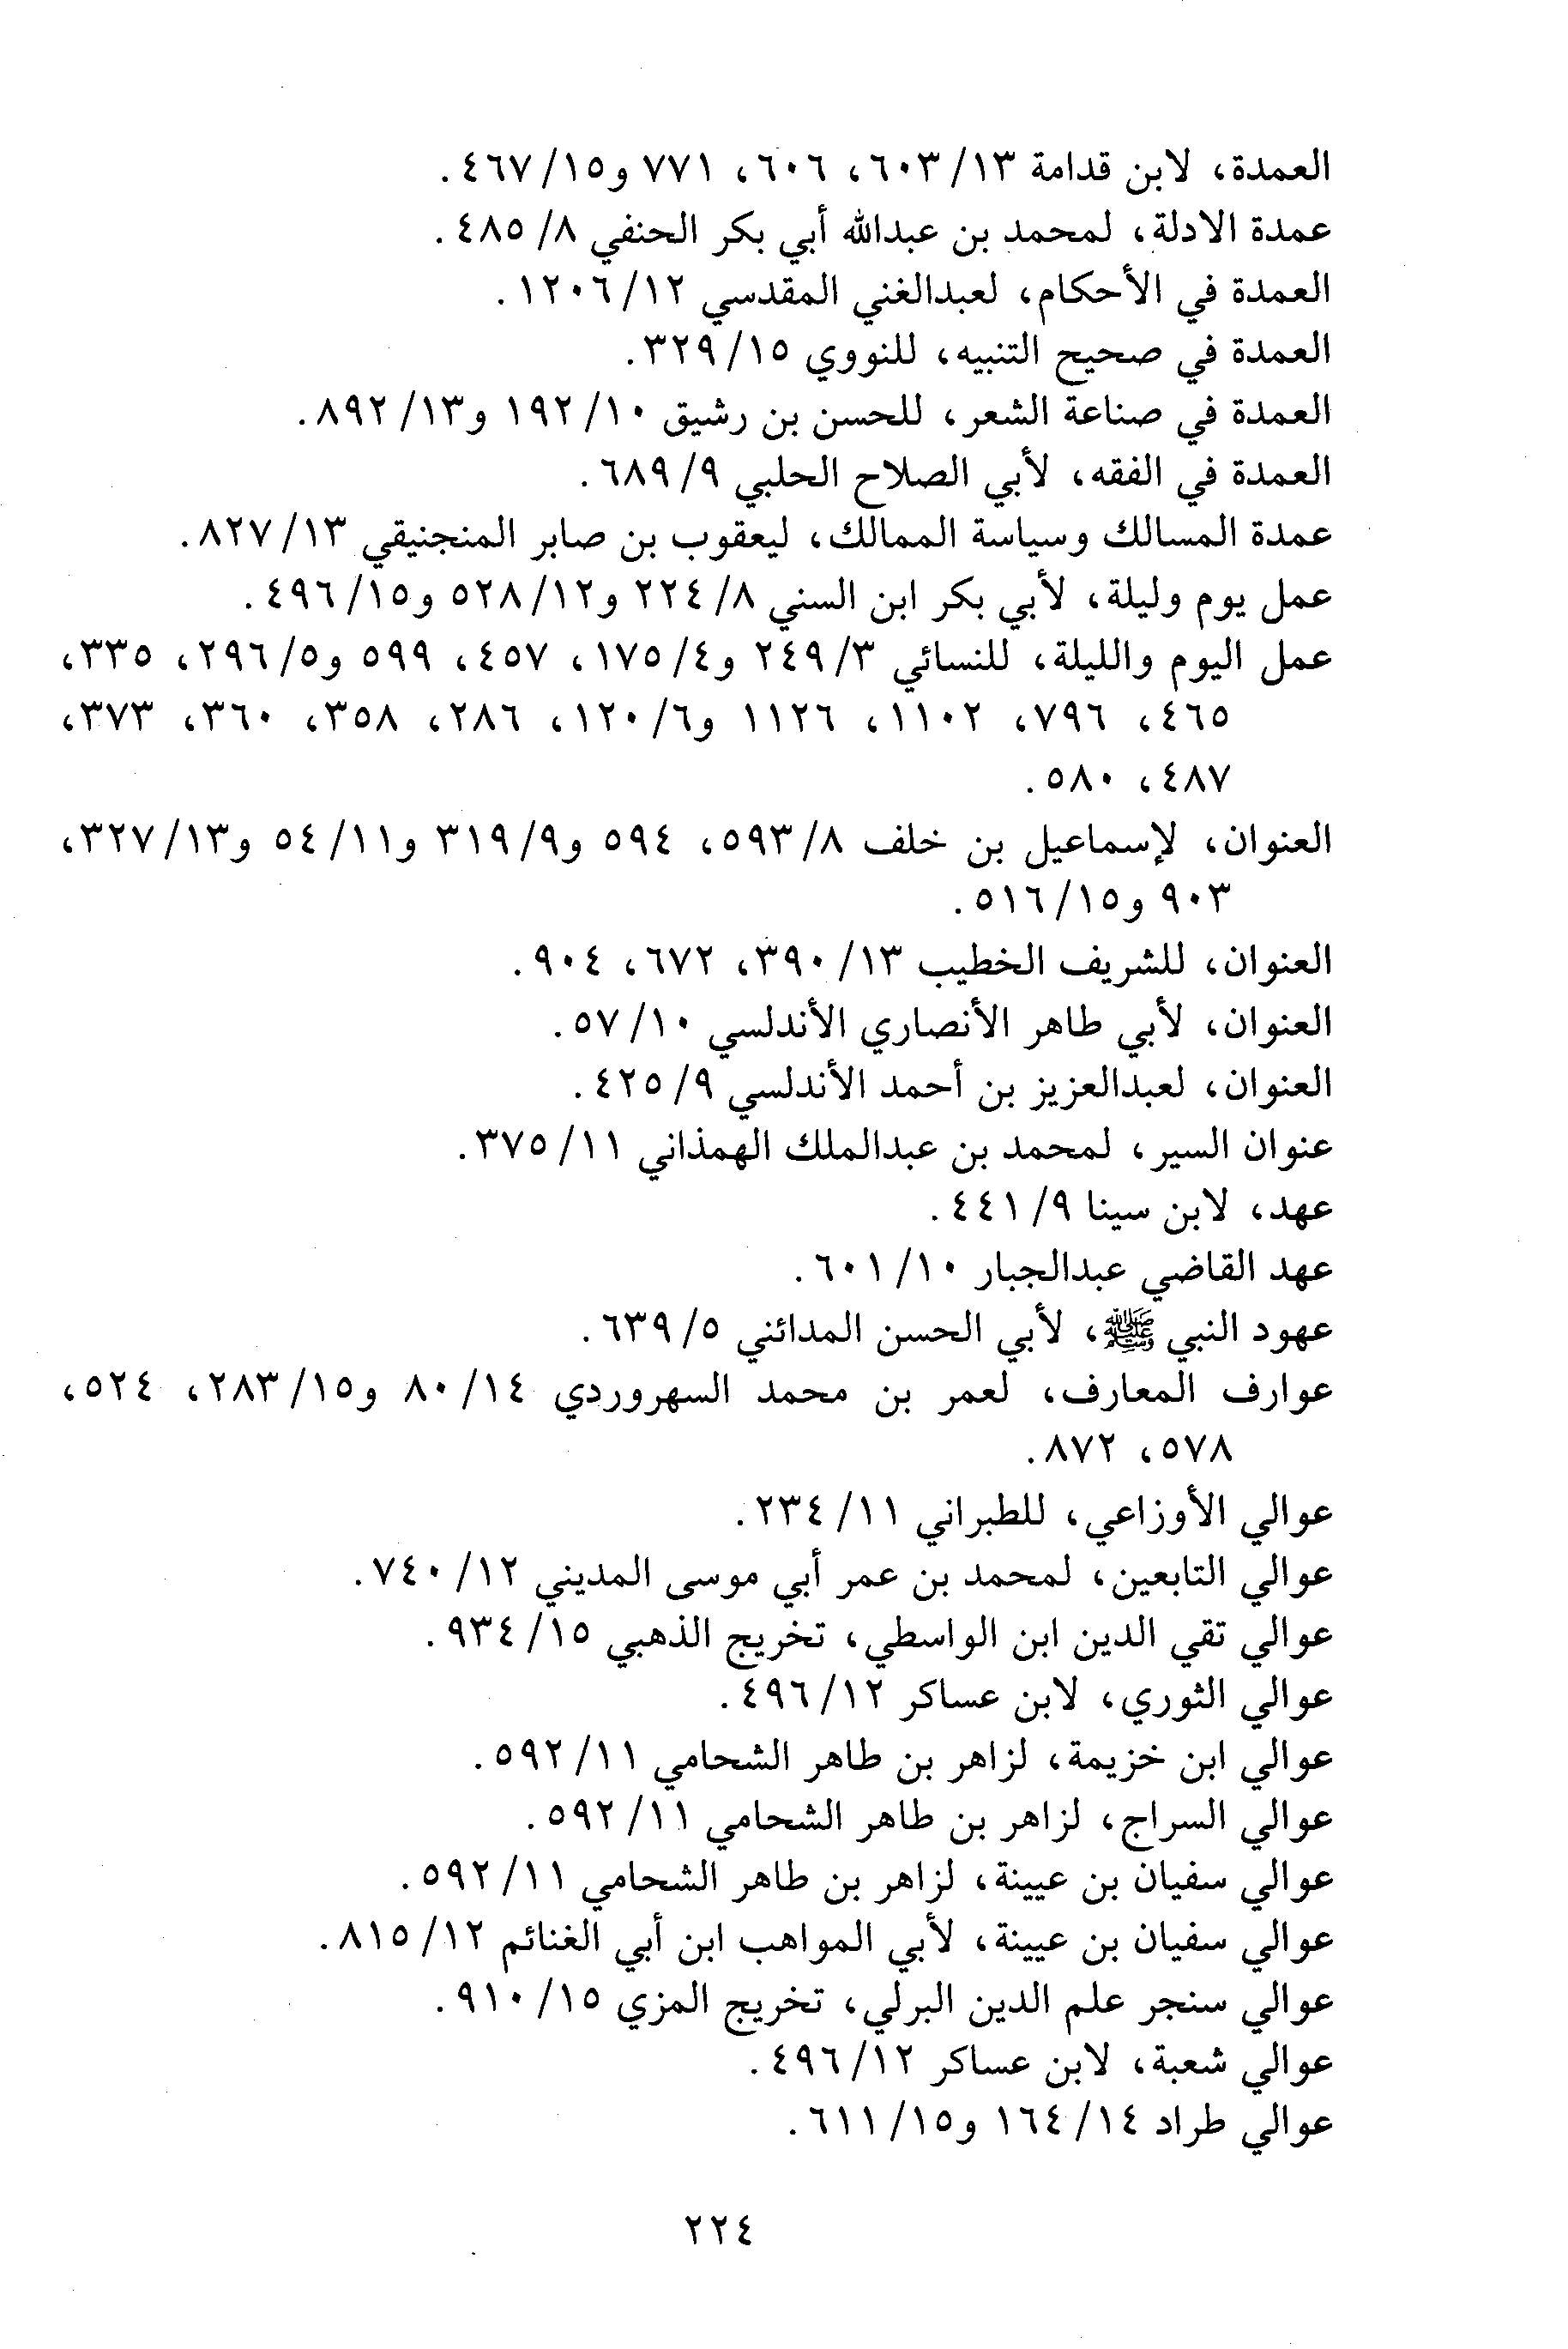 العمدة، لابن قدامة ١٣/ ٦٠٣، ٦٠٦، ٧٧١ و١٥/ ٤٦٧.
عمدة الادلة، لمحمد بن عبدالله أبي بكر الحنفي ٨/ ٤٨٥.
العمدة في الأحكام، لعبدالغني المقدسي ١٢/ ١٢٠٦.
العمدة في صحيح التنبيه، للنووي ١٥/ ٣٢٩.
العمدة في صناعة الشعر، للحسن بن رشيق ١٠/ ١٩٢ و١٣/ ٨٩٢.
العمدة في الفقه، لأبي الصلاح الحلبي ٩/ ٦٨٩.
عمدة المسالك وسياسة الممالك، ليعقوب بن صابر المنجنيقي ١٣/ ٨٢٧.
عمل يوم وليلة، لأبي بكر ابن السني ٨/ ٢٢٤ و١٢/ ٥٢٨ و١٥/ ٤٩٦.
عمل اليوم والليلة، للنسائي ٣/ ٢٤٩ و٤/ ١٧٥، ٤٥٧، ٥٩٩ و٥/ ٢٩٦، ٣٣٥،
٤٦٥، ٧٩٦، ١١٠٢، ١١٢٦ و٦/ ١٢٠، ٢٨٦، ٣٥٨، ٣٦٠، ٣٧٣،
٤٨٧، ٥٨٠.
العنوان، لإسماعيل بن خلف ٨/ ٥٩٣، ٥٩٤ و٩/ ٣١٩ و١١/ ٥٤ و١٣/ ٣٢٧،
٩٠٣ و١٥/ ٥١٦.
العنوان، للشريف الخطيب ١٣/ ٣٩٠، ٦٧٢، ٩٠٤.
العنوان، لأبي طاهر الأنصاري الأندلسي ١٠/ ٥٧.
العنوان، لعبدالعزيز بن أحمد الأندلسي ٩/ ٤٢٥.
عنوان السير، لمحمد بن عبدالملك الهمذاني ١١/ ٣٧٥.
عهد، لابن سينا ٩/ ٤٤١.
عهد القاضي عبدالجبار ١٠/ ٦٠١.
عهود النبي ﷺ، لأبي الحسن المدائني ٥/ ٦٣٩.
عوارف المعارف، لعمر بن محمد السهروردي ١٤/ ٨٠ و١٥/ ٢٨٣، ٥٢٤،
٥٧٨، ٨٧٢.
عوالي الأوزاعي، للطبراني ١١/ ٢٣٤.
عوالي التابعين، لمحمد بن عمر أبي موسى المديني ١٢/ ٧٤٠.
عوالي تقي الدين ابن الواسطي، تخريج الذهبي ١٥/ ٩٣٤.
عوالي الثوري، لابن عساكر ١٢/ ٤٩٦.
عوالي ابن خزيمة، لزاهر بن طاهر الشحامي ١١/ ٥٩٢.
عوالي السراج، لزاهر بن طاهر الشحامي ١١/ ٥٩٢.
عوالي سفيان بن عيينة، لزاهر بن طاهر الشحامي ١١/ ٥٩٢.
عوالي سفيان بن عيينة، لأبي المواهب ابن أبي الغنائم ١٢/ ٨١٥.
عوالي سنجر علم الدين البرلي، تخريج المزي ١٥/ ٩١٠.
عوالي شعبة، لابن عساكر ١٢/ ٤٩٦.
عوالي طراد ١٤/ ١٦٤ و١٥/ ٦١١.
٢٢٤